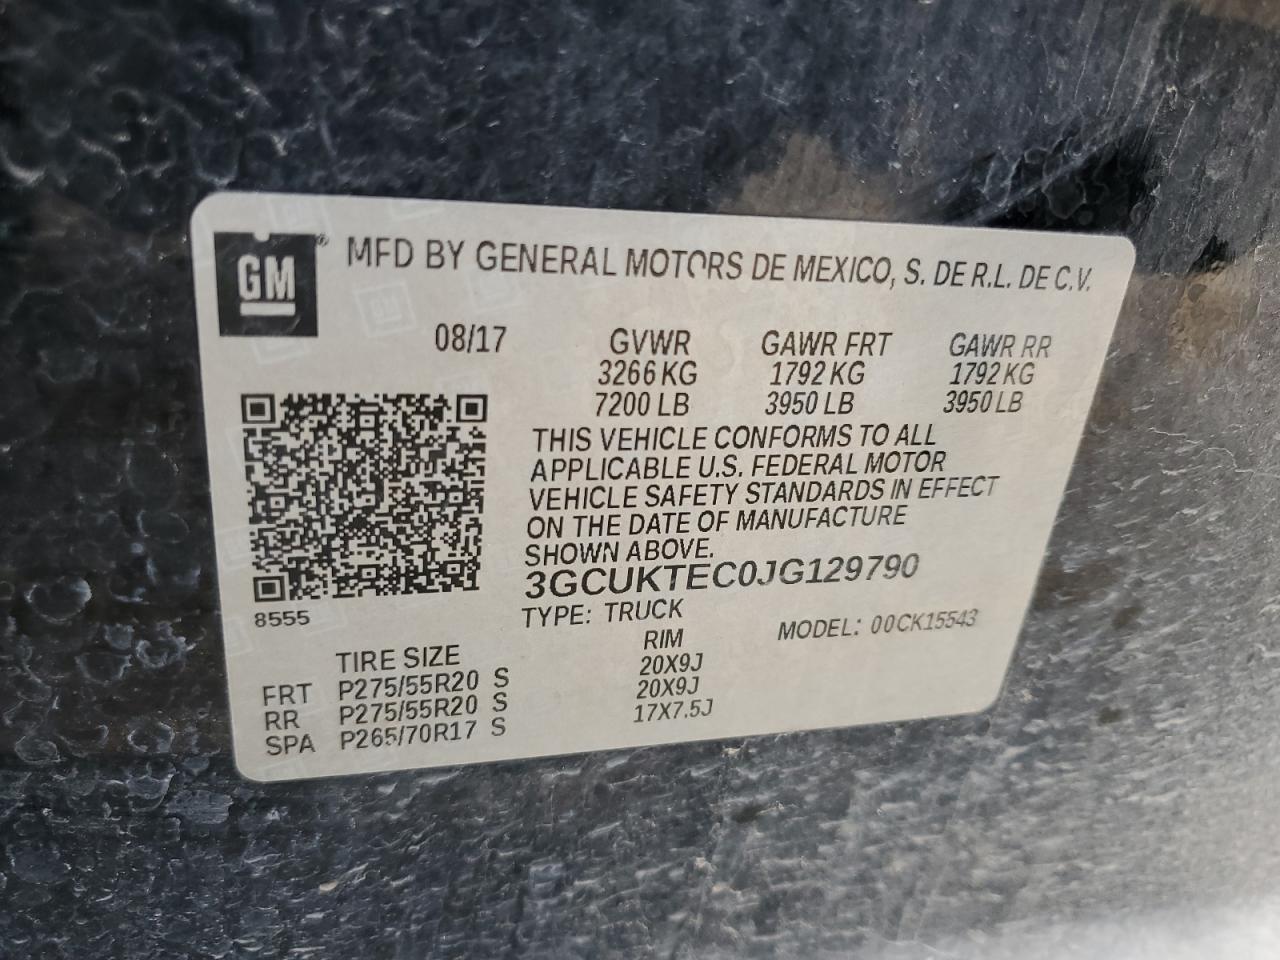 GM® MFD BY GENERAL MOTORS DE MEXICO, S. DE R.L. DE C.V.
08/17 GVWR GAWR FRT GAWR RR
3266 KG 1792 KG 1792 KG
7200 LB 3950 LB 3950 LB
THIS VEHICLE CONFORMS TO ALL
APPLICABLE U.S. FEDERAL MOTOR
VEHICLE SAFETY STANDARDS IN EFFECT
ON THE DATE OF MANUFACTURE
SHOWN ABOVE.
3GCUKTEC0JG129790
8555 TYPE: TRUCK MODEL: 00CK15543
TIRE SIZE RIM
FRT P275/55R20 S 20X9J
RR P275/55R20 S 20X9J
SPA P265/70R17 S 17X7.5J